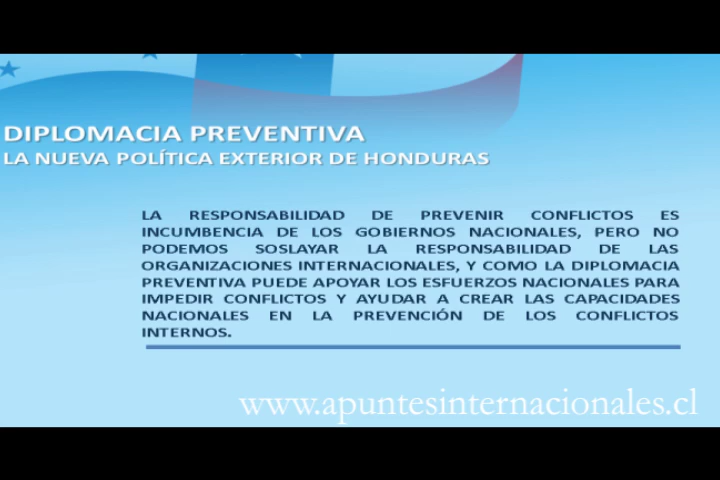 DIPLOMACIA PREVENTIVA
LA NUEVA POLÍTICA EXTERIOR DE HONDURAS
LA RESPONSABILIDAD DE PREVENIR CONFLICTOS ES
INCUMBENCIA DE LOS GOBIERNOS NACIONALES, PERO NO
PODEMOS SOSLAYAR LA RESPONSABILIDAD DE LAS
ORGANIZACIONES INTERNACIONALES, Y COMO LA DIPLOMACIA
PREVENTIVA PUEDE APOYAR LOS ESFUERZOS NACIONALES PARA
IMPEDIR CONFLICTOS Y AYUDAR A CREAR LAS CAPACIDADES
NACIONALES EN LA PREVENCIÓN DE LOS CONFLICTOS
INTERNOS.
www.apuntesinternacionales.cl